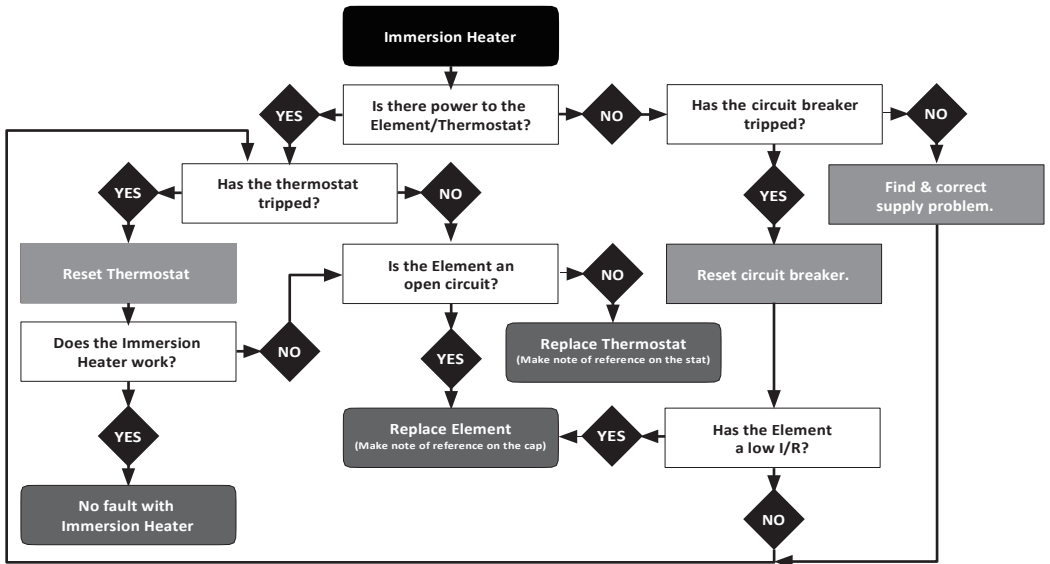 Immersion Heater
Is there power to the
Element/Thermostat?
YES
NO
Has the circuit breaker
tripped?
NO
Has the thermostat
tripped?
YES
NO
YES
Find & correct
supply problem.
Reset Thermostat
Is the Element an
open circuit?
NO
Reset circuit breaker.
Does the Immersion
Heater work?
NO
YES
Replace Thermostat
(Make note of reference on the stat)
YES
Replace Element
(Make note of reference on the cap)
YES
Has the Element
a low I/R?
No fault with
Immersion Heater
NO